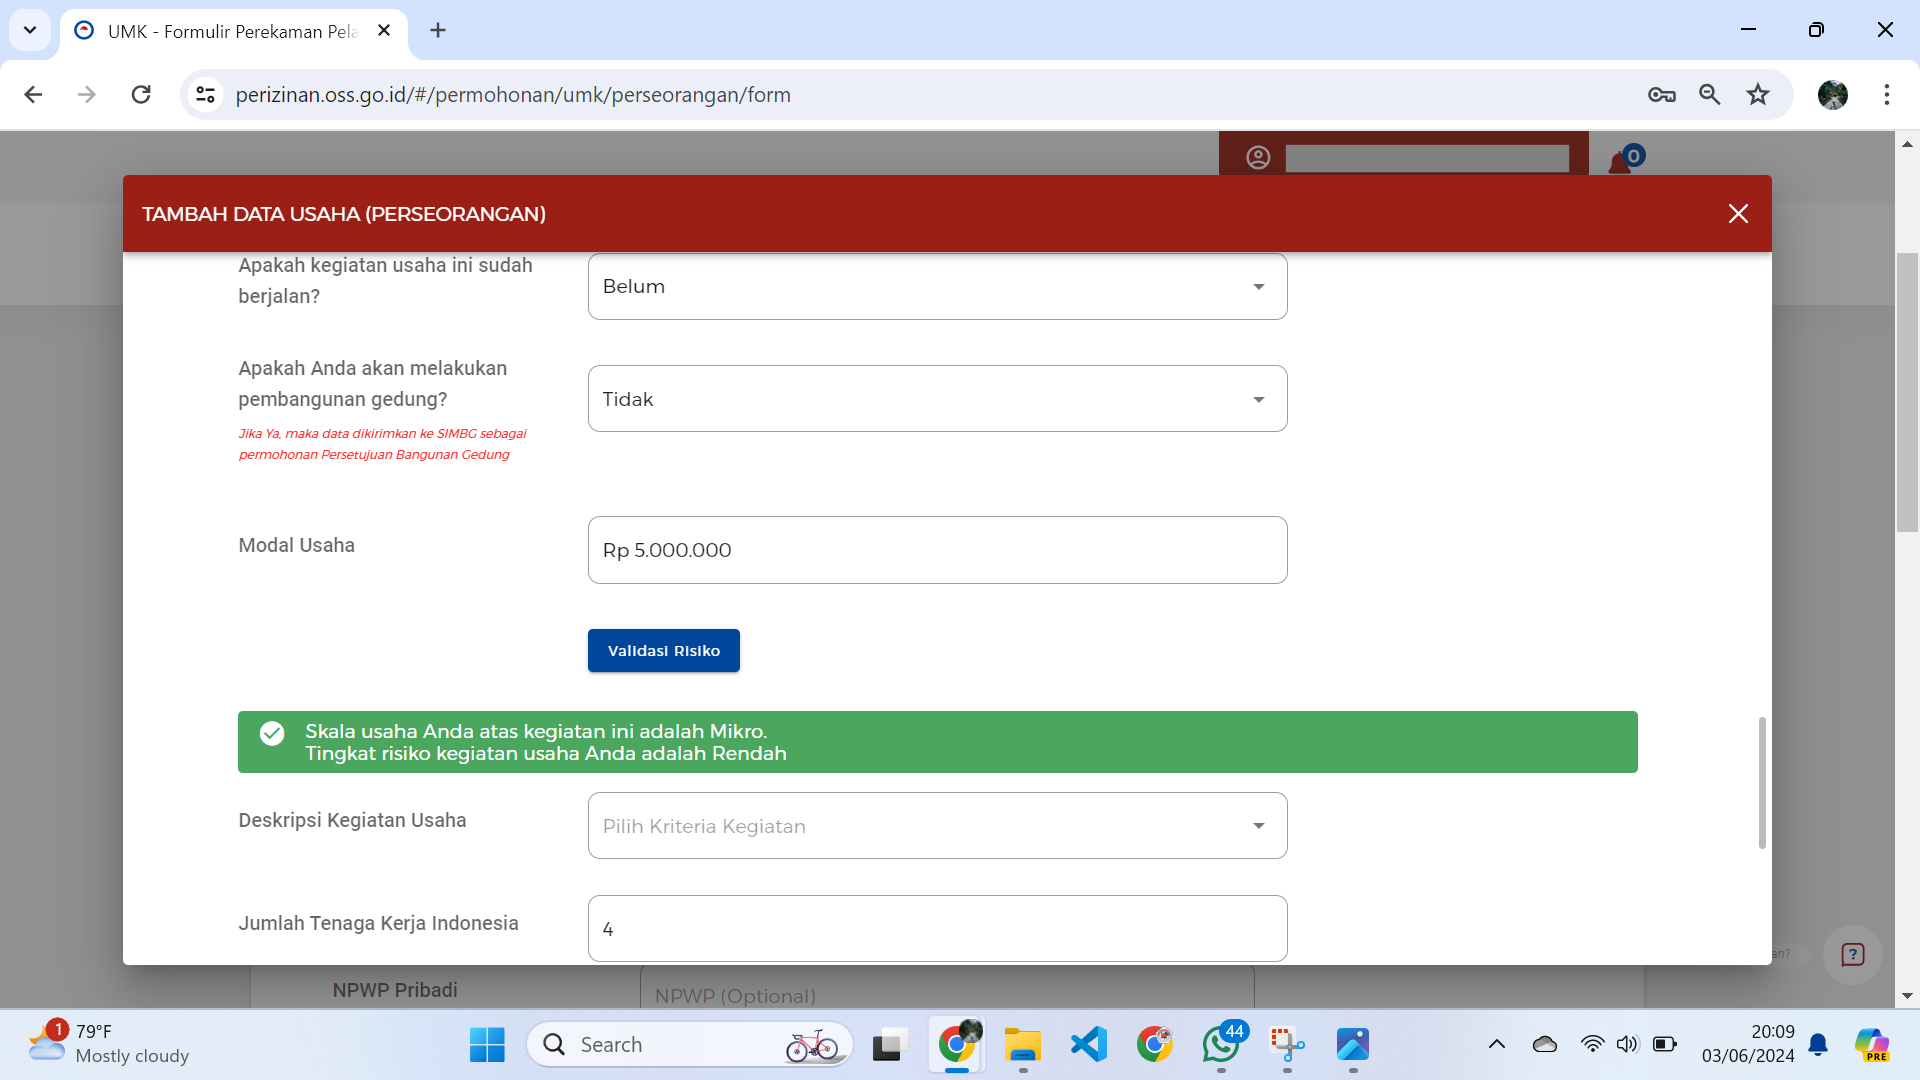 UMK - Formulir Perekaman Pela
perizinan.oss.go.id/#/permohonan/umk/perseorangan/form
0
TAMBAH DATA USAHA (PERSEORANGAN)
Apakah kegiatan usaha ini sudah
berjalan?
Belum
Apakah Anda akan melakukan
pembangunan gedung?
Tidak
Jika Ya, maka data dikirimkan ke SIMBG sebagai
permohonan Persetujuan Bangunan Gedung
Modal Usaha
Rp 5.000.000
Validasi Risiko
Skala usaha Anda atas kegiatan ini adalah Mikro.
Tingkat risiko kegiatan usaha Anda adalah Rendah
Deskripsi Kegiatan Usaha
Pilih Kriteria Kegiatan
Jumlah Tenaga Kerja Indonesia
4
an?
?
NPWP Pribadi
NPWP (Optional)
1
79°F
Mostly cloudy
Search
44
20:09
03/06/2024
PRE